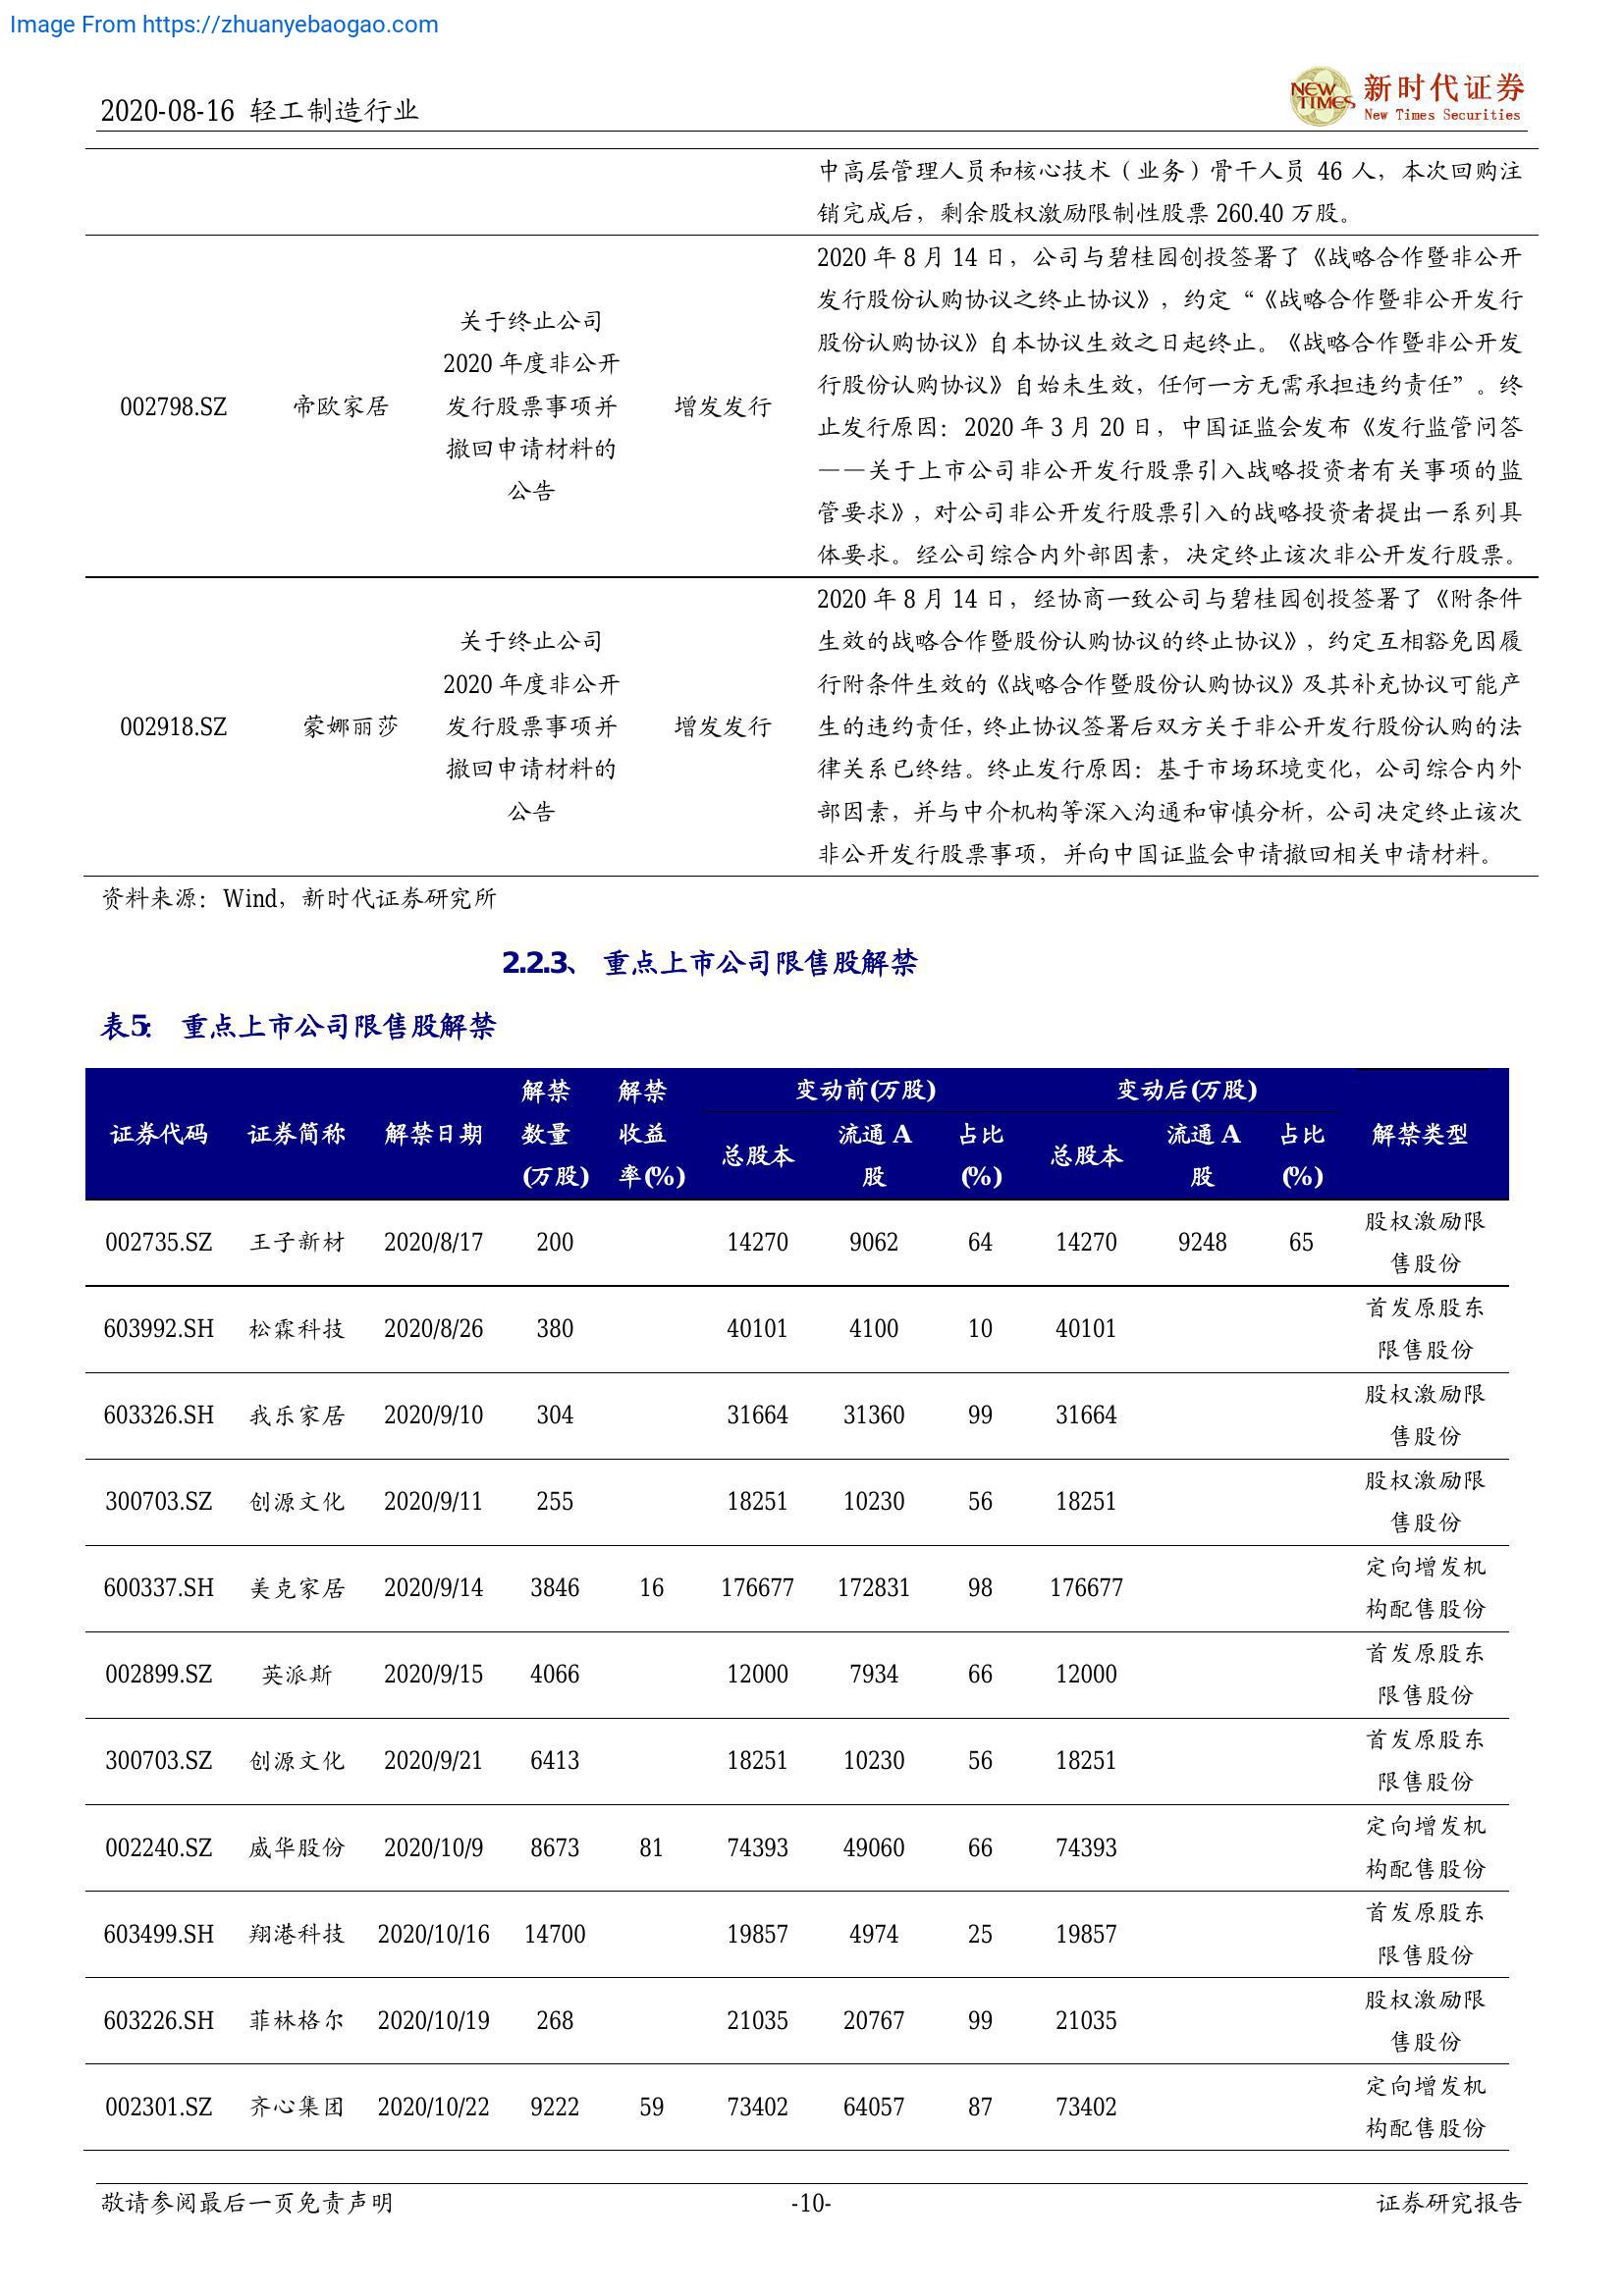 Image From https://zhuanyebaogao.com
2020-08-16 轻工制造行业
NEW TIMES
新时代证券
New Times Securities
中高层管理人员和核心技术（业务）骨干人员 46 人，本次回购注
销完成后，剩余股权激励限制性股票 260.40 万股。
002798.SZ
帝欧家居
关于终止公司
2020 年度非公开
发行股票事项并
撤回申请材料的
公告
增发发行
2020 年 8 月 14 日，公司与碧桂园创投签署了《战略合作暨非公开
发行股份认购协议之终止协议》，约定“《战略合作暨非公开发行
股份认购协议》自本协议生效之日起终止。《战略合作暨非公开发
行股份认购协议》自始未生效，任何一方无需承担违约责任”。终
止发行原因：2020 年 3 月 20 日，中国证监会发布《发行监管问答
——关于上市公司非公开发行股票引入战略投资者有关事项的监
管要求》，对公司非公开发行股票引入的战略投资者提出一系列具
体要求。经公司综合内外部因素，决定终止该次非公开发行股票。
002918.SZ
蒙娜丽莎
关于终止公司
2020 年度非公开
发行股票事项并
撤回申请材料的
公告
增发发行
2020 年 8 月 14 日，经协商一致公司与碧桂园创投签署了《附条件
生效的战略合作暨股份认购协议的终止协议》，约定互相豁免因履
行附条件生效的《战略合作暨股份认购协议》及其补充协议可能产
生的违约责任，终止协议签署后双方关于非公开发行股份认购的法
律关系已终结。终止发行原因：基于市场环境变化，公司综合内外
部因素，并与中介机构等深入沟通和审慎分析，公司决定终止该次
非公开发行股票事项，并向中国证监会申请撤回相关申请材料。
资料来源：Wind，新时代证券研究所
2.2.3、 重点上市公司限售股解禁
表5： 重点上市公司限售股解禁
证券代码 证券简称 解禁日期 解禁数量(万股) 解禁收益率(%) 变动前(万股) 变动后(万股) 解禁类型
总股本 流通 A 股 占比(%) 总股本 流通 A 股 占比(%)
002735.SZ 王子新材 2020/8/17 200 14270 9062 64 14270 9248 65 股权激励限售股份
603992.SH 松霖科技 2020/8/26 380 40101 4100 10 40101 首发原股东限售股份
603326.SH 我乐家居 2020/9/10 304 31664 31360 99 31664 股权激励限售股份
300703.SZ 创源文化 2020/9/11 255 18251 10230 56 18251 股权激励限售股份
600337.SH 美克家居 2020/9/14 3846 16 176677 172831 98 176677 定向增发机构配售股份
002899.SZ 英派斯 2020/9/15 4066 12000 7934 66 12000 首发原股东限售股份
300703.SZ 创源文化 2020/9/21 6413 18251 10230 56 18251 首发原股东限售股份
002240.SZ 威华股份 2020/10/9 8673 81 74393 49060 66 74393 定向增发机构配售股份
603499.SH 翔港科技 2020/10/16 14700 19857 4974 25 19857 首发原股东限售股份
603226.SH 菲林格尔 2020/10/19 268 21035 20767 99 21035 股权激励限售股份
002301.SZ 齐心集团 2020/10/22 9222 59 73402 64057 87 73402 定向增发机构配售股份
敬请参阅最后一页免责声明 -10- 证券研究报告